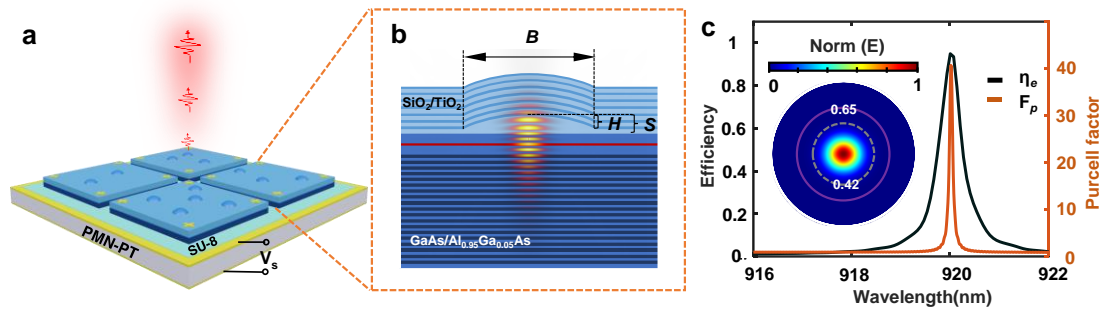 a
PMN-PT
SU-8
Vs
b
B
SiO2/TiO2
H
S
GaAs/Al0.95Ga0.05As
c
Norm (E)
0
1
0.65
0.42
ηe
Fp
Efficiency
1
0.8
0.6
0.4
0.2
0
Purcell factor
40
30
20
10
0
916
918
920
922
Wavelength(nm)